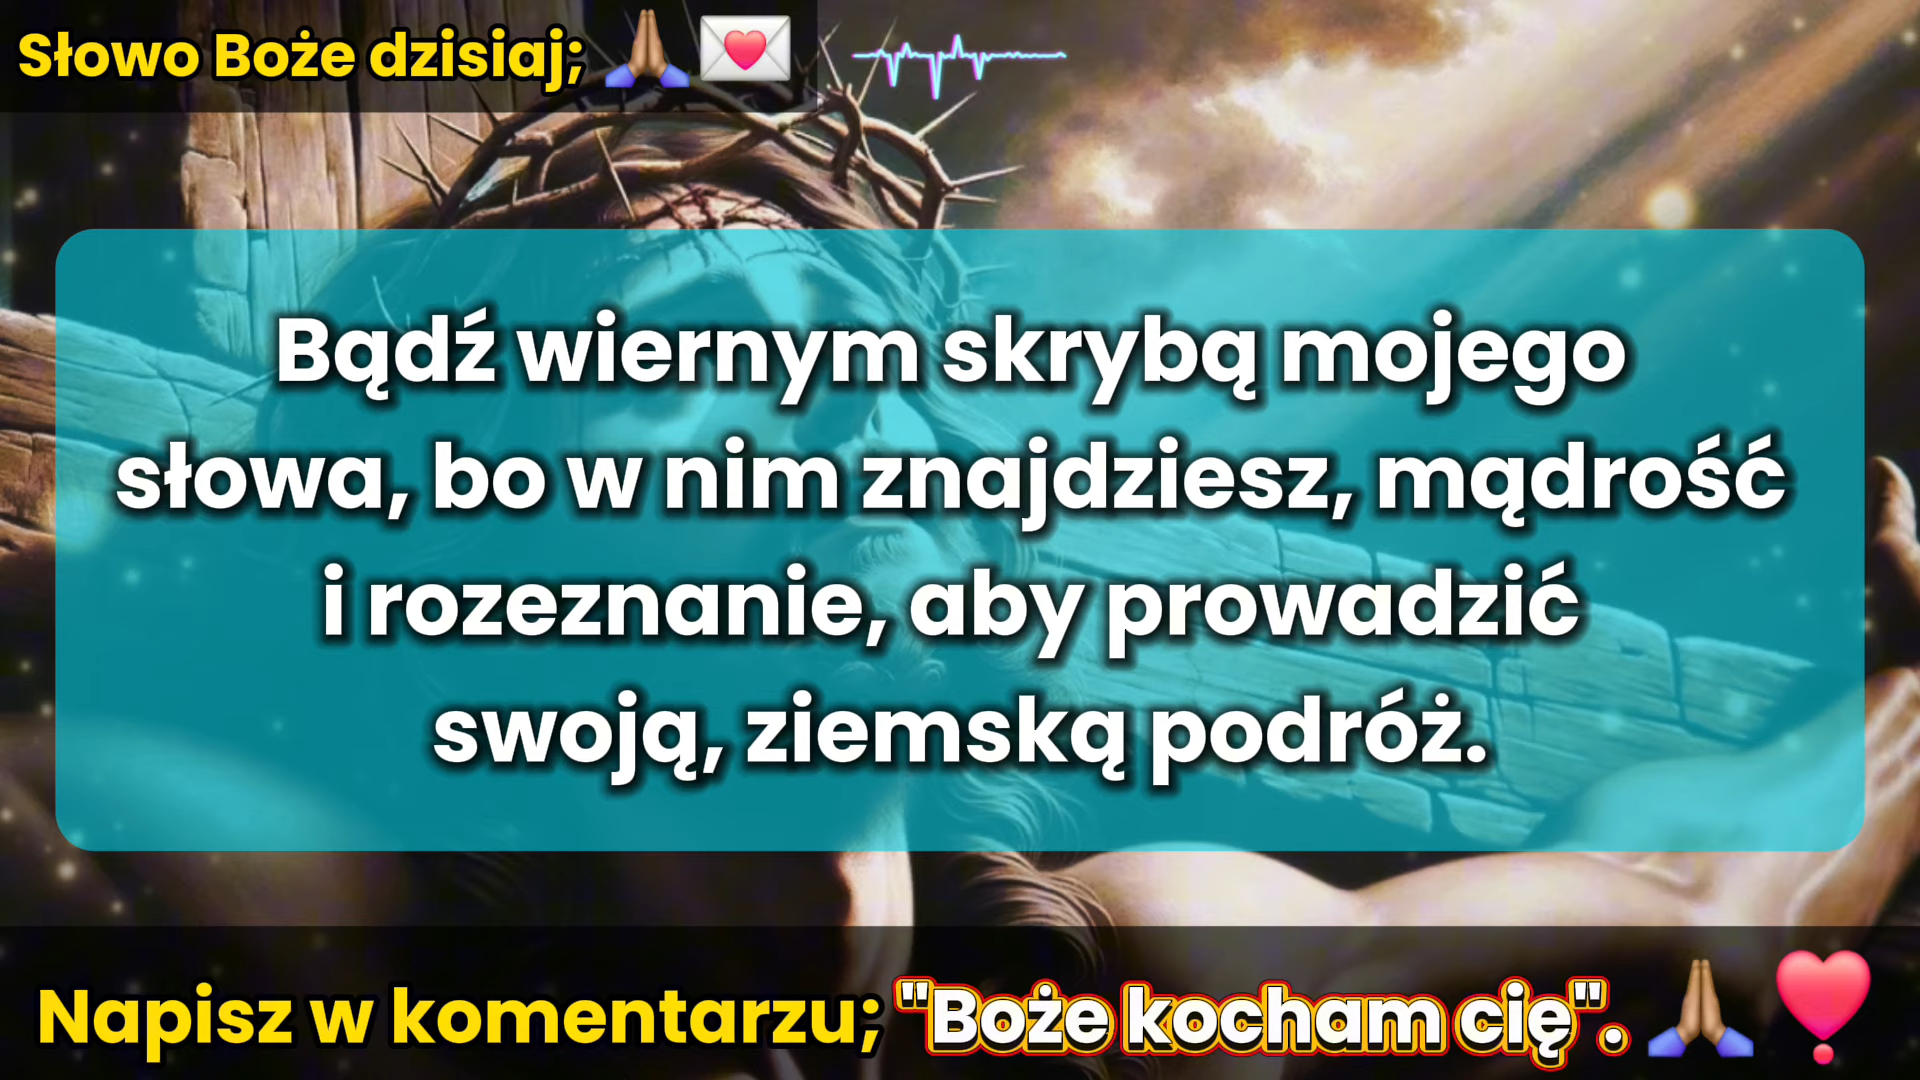 Słowo Boże dzisiaj; 🙏🏽💌
Bądź wiernym skrybą mojego
słowa, bo w nim znajdziesz, mądrość
i rozeznanie, aby prowadzić
swoją, ziemską podróż.
Napisz w komentarzu; "Boże kocham cię". 🙏🏽❣️